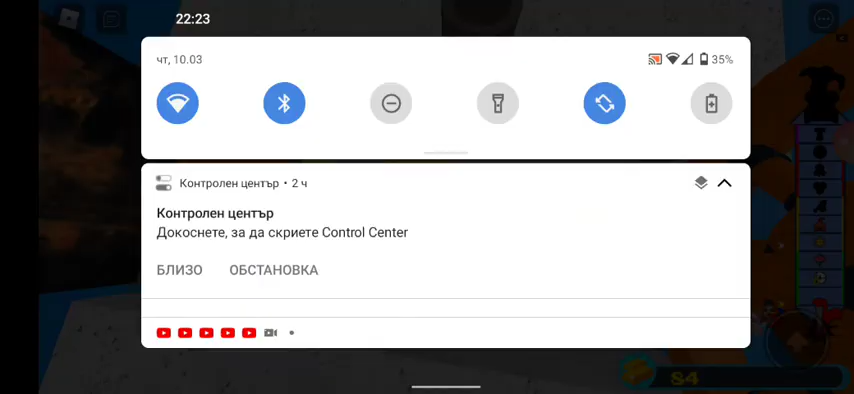 22:23
чт, 10.03
35%
Контролен център • 2 ч
Контролен център
Докоснете, за да скриете Control Center
БЛИЗО ОБСТАНОВКА
84